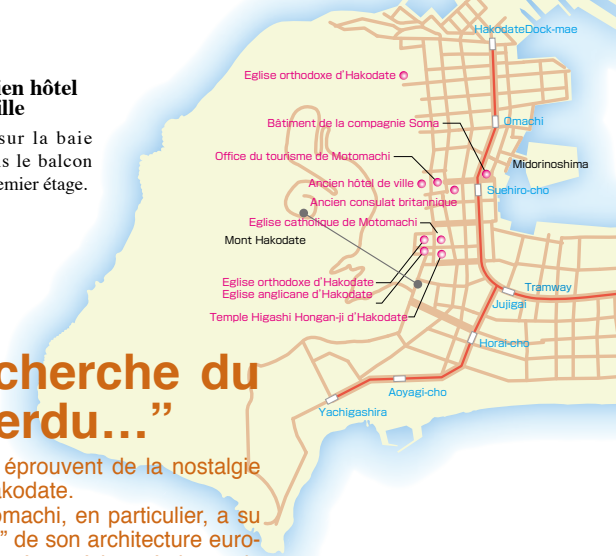 ien hôtel
ille
sur la baie
s le balcon
emier étage.
HakodateDock-mae
Eglise orthodoxe d'Hakodate
Bâtiment de la compagnie Soma
Omachi
Office du tourisme de Motomachi
Midorinoshima
Ancien hôtel de ville
Suehiro-cho
Ancien consulat britannique
Eglise catholique de Motomachi
Mont Hakodate
Eglise orthodoxe d'Hakodate
Eglise anglicane d'Hakodate
Tramway
Jujigai
Temple Higashi Hongan-ji d'Hakodate
Horai-cho
Aoyagi-cho
Yachigashira
cherche du
erdu…”
éprouvent de la nostalgie
akodate.
omachi, en particulier, a su
” de son architecture euro-